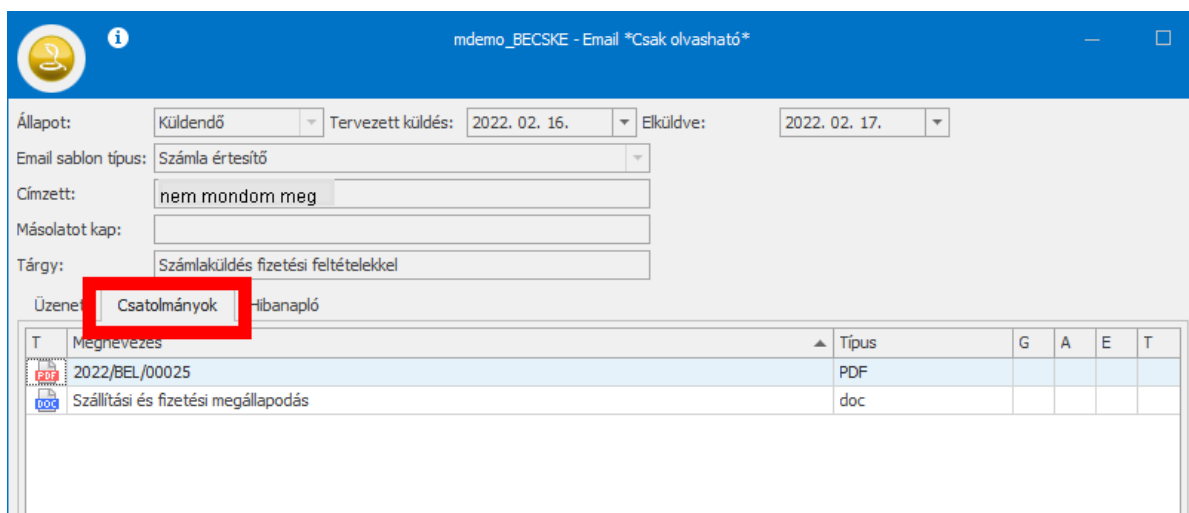 mdemo_BECSKE - Email *Csak olvasható*
Állapot: Küldendő Tervezett küldés: 2022. 02. 16. Elküldve: 2022. 02. 17.
Email sablon típus: Számla értesítő
Címzett: nem mondom meg
Másolatot kap:
Tárgy: Számlaküldés fizetési feltételekkel
Üzenet Csatolmányok Hibanapló
T Megnevezés Típus G A E T
PDF 2022/BEL/00025 PDF
DOC Szállítási és fizetési megállapodás doc